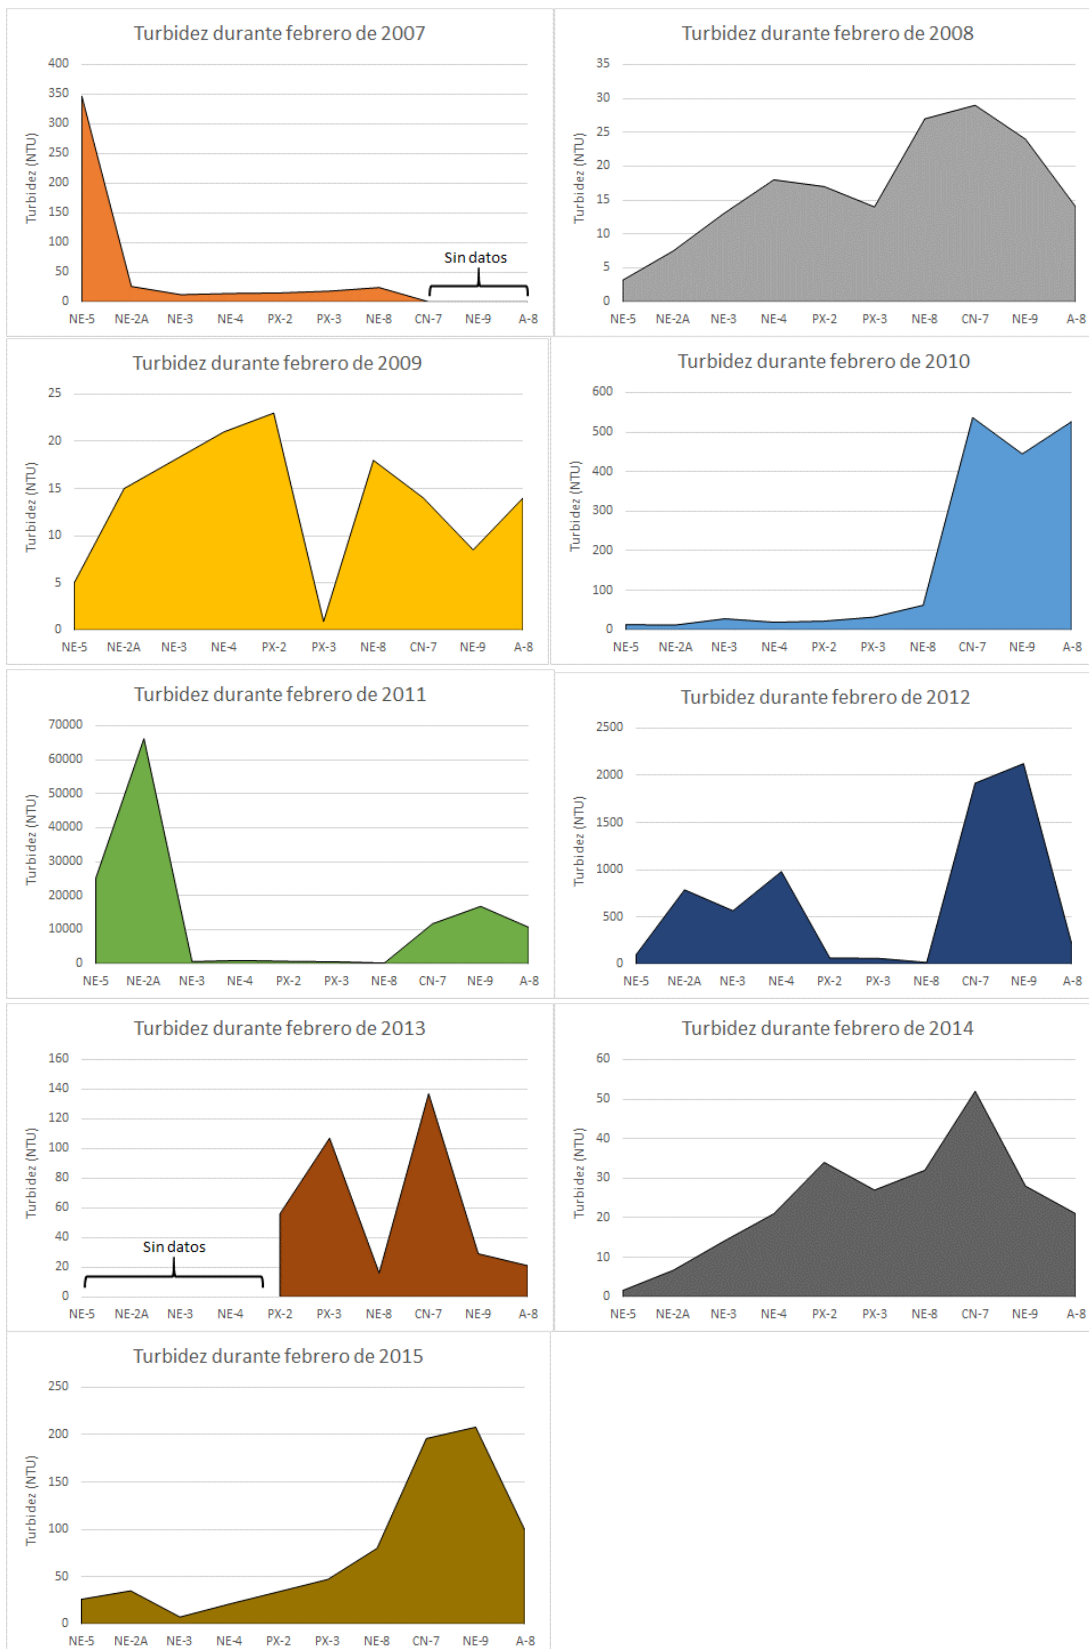 Turbidez durante febrero de 2007
Turbidez (NTU)
400
350
300
250
200
150
100
50
0
Sin datos
NE-5 NE-2A NE-3 NE-4 PX-2 PX-3 NE-8 CN-7 NE-9 A-8
Turbidez durante febrero de 2008
Turbidez (NTU)
35
30
25
20
15
10
5
0
NE-5 NE-2A NE-3 NE-4 PX-2 PX-3 NE-8 CN-7 NE-9 A-8
Turbidez durante febrero de 2009
Turbidez (NTU)
25
20
15
10
5
0
NE-5 NE-2A NE-3 NE-4 PX-2 PX-3 NE-8 CN-7 NE-9 A-8
Turbidez durante febrero de 2010
Turbidez (NTU)
600
500
400
300
200
100
0
NE-5 NE-2A NE-3 NE-4 PX-2 PX-3 NE-8 CN-7 NE-9 A-8
Turbidez durante febrero de 2011
Turbidez (NTU)
70000
60000
50000
40000
30000
20000
10000
0
NE-5 NE-2A NE-3 NE-4 PX-2 PX-3 NE-8 CN-7 NE-9 A-8
Turbidez durante febrero de 2012
Turbidez (NTU)
2500
2000
1500
1000
500
0
NE-5 NE-2A NE-3 NE-4 PX-2 PX-3 NE-8 CN-7 NE-9 A-8
Turbidez durante febrero de 2013
Turbidez (NTU)
160
140
120
100
80
60
40
20
0
Sin datos
NE-5 NE-2A NE-3 NE-4 PX-2 PX-3 NE-8 CN-7 NE-9 A-8
Turbidez durante febrero de 2014
Turbidez (NTU)
60
50
40
30
20
10
0
NE-5 NE-2A NE-3 NE-4 PX-2 PX-3 NE-8 CN-7 NE-9 A-8
Turbidez durante febrero de 2015
Turbidez (NTU)
250
200
150
100
50
0
NE-5 NE-2A NE-3 NE-4 PX-2 PX-3 NE-8 CN-7 NE-9 A-8